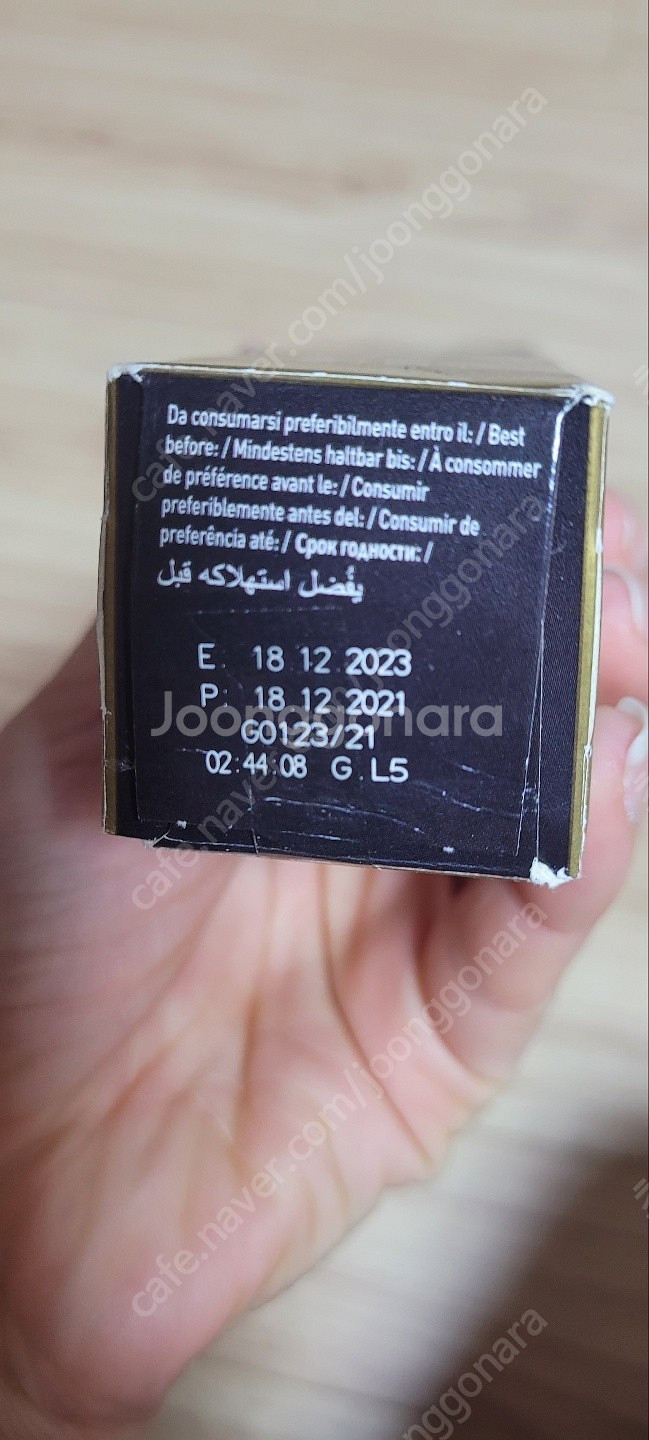 Da consumarsi preferibilmente entro il: / Best
before: / Mindestens haltbar bis: / À consommer
de préférence avant le: / Consumir
preferiblemente antes del: / Consumir de
preferência até: / Срок годности: /
يفُضل استهلاكه قبل
E: 18 12 2023
P: 18 12 2021
G0123/21
02:44:08 G.L5
Joonggonara
cafe.naver.com/joonggonara
cafe.naver.com/joonggonara
cafe.naver.com/joonggonara